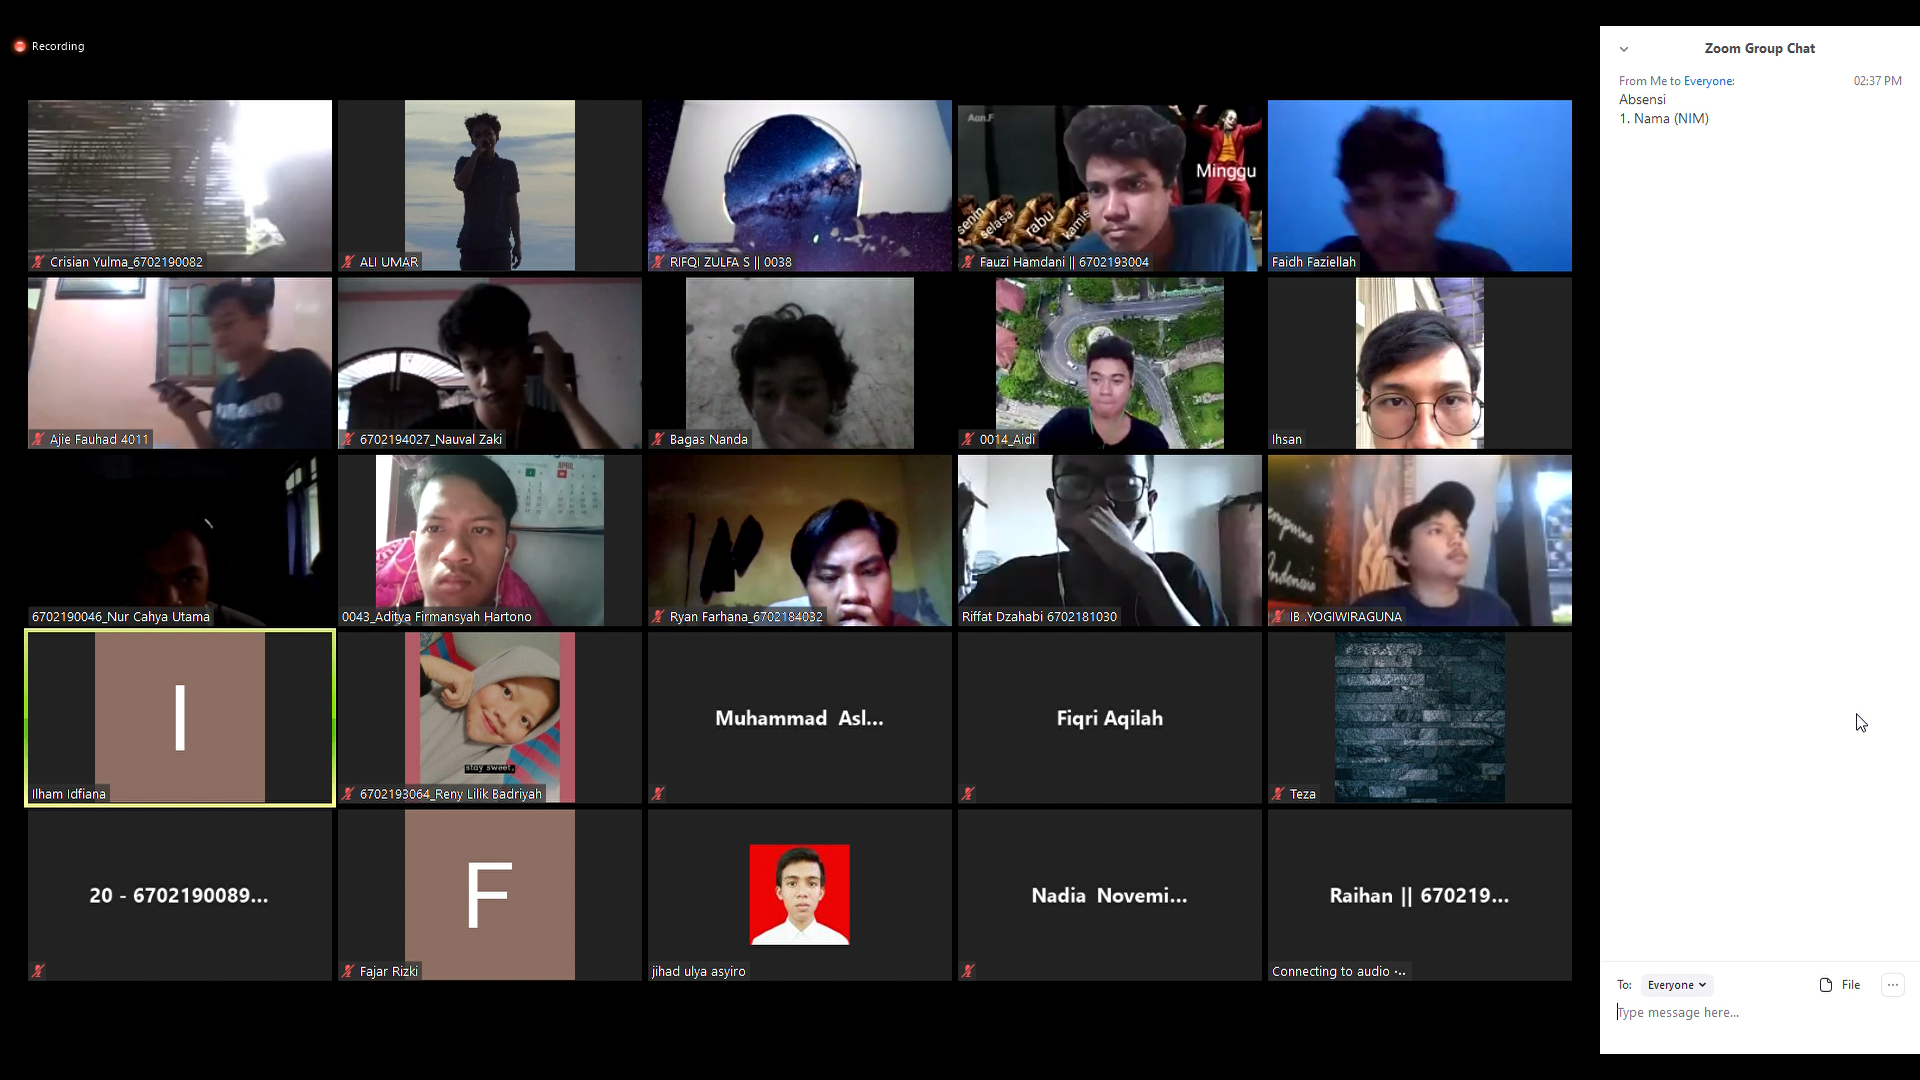 Recording
Zoom Group Chat
From Me to Everyone:
02:37 PM
Absensi
1. Nama (NIM)
Crisian Yulma_6702190082
ALI UMAR
RIFQI ZULFA S || 0038
Aan.F
Minggu
senin
selasa
rabu
kamis
Fauzi Hamdani || 6702193004
Faidh Faziellah
Ajie Fauhad 4011
6702194027_Nauval Zaki
Bagas Nanda
0014_Aidi
Ihsan
6702190046_Nur Cahya Utama
APRIL
0043_Aditya Firmansyah Hartono
Ryan Farhana_6702184032
Riffat Dzahabi 6702181030
IB .YOGIWIRAGUNA
I
Ilham Idfiana
stay sweet.
6702193064_Reny Lilik Badriyah
Muhammad Asl...
Fiqri Aqilah
Teza
20 - 6702190089...
F
Fajar Rizki
jihad ulya asyiro
Nadia Novemi...
Raihan || 670219...
Connecting to audio ...
To: Everyone
File
Type message here...